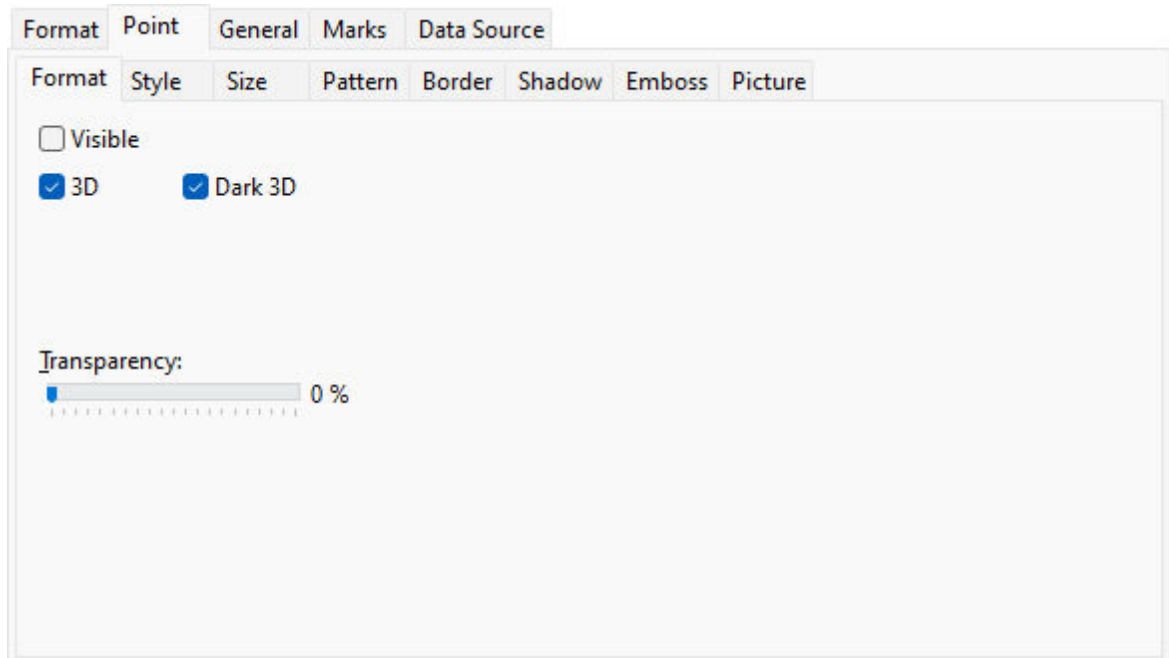 Format Point General Marks Data Source
Format Style Size Pattern Border Shadow Emboss Picture
Visible
3D Dark 3D
Transparency:
0 %